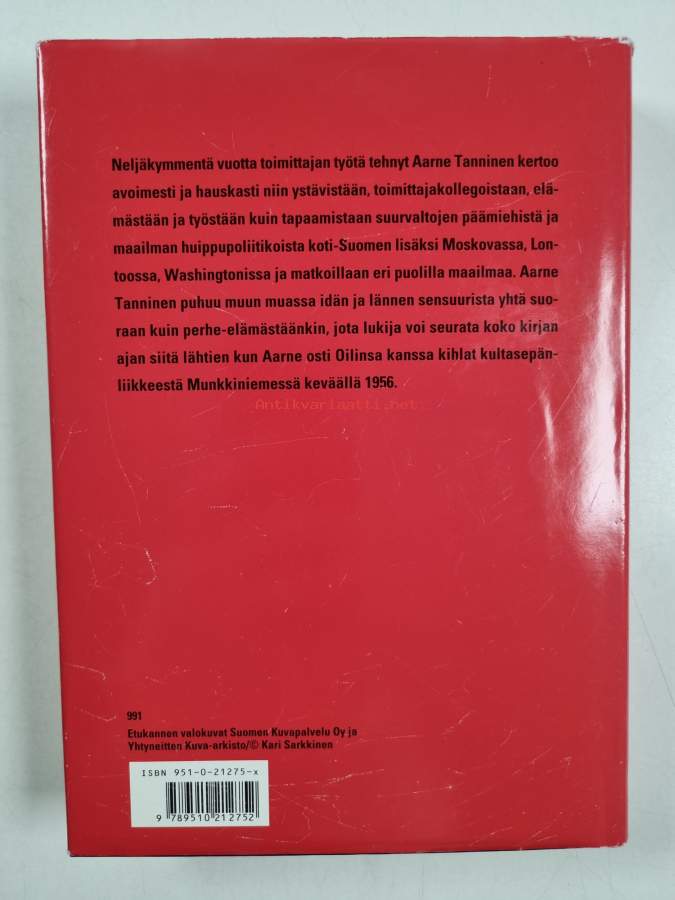 Neljäkymmentä vuotta toimittajan työtä tehnyt Aarne Tanninen kertoo
avoimesti ja hauskasti niin ystävistään, toimittajakollegoistaan, elä-
mästään ja työstään kuin tapaamistaan suurvaltojen päämiehistä ja
maailman huippupoliitikoista koti-Suomen lisäksi Moskovassa, Lon-
toossa, Washingtonissa ja matkoillaan eri puolilla maailmaa. Aarne
Tanninen puhuu muun muassa idän ja lännen sensuurista yhtä suo-
raan kuin perhe-elämästäänkin, jota lukija voi seurata koko kirjan
ajan siitä lähtien kun Aarne osti Oilinsa kanssa kihlat kultasepän-
liikkeestä Munkkiniemessä keväällä 1956.
Antikvariaatti.net
991
Etukannen valokuvat Suomen Kuvapalvelu Oy ja
Yhtyneitten Kuva-arkisto/© Kari Sarkkinen
ISBN 951-0-21275-x
9 789510 212752